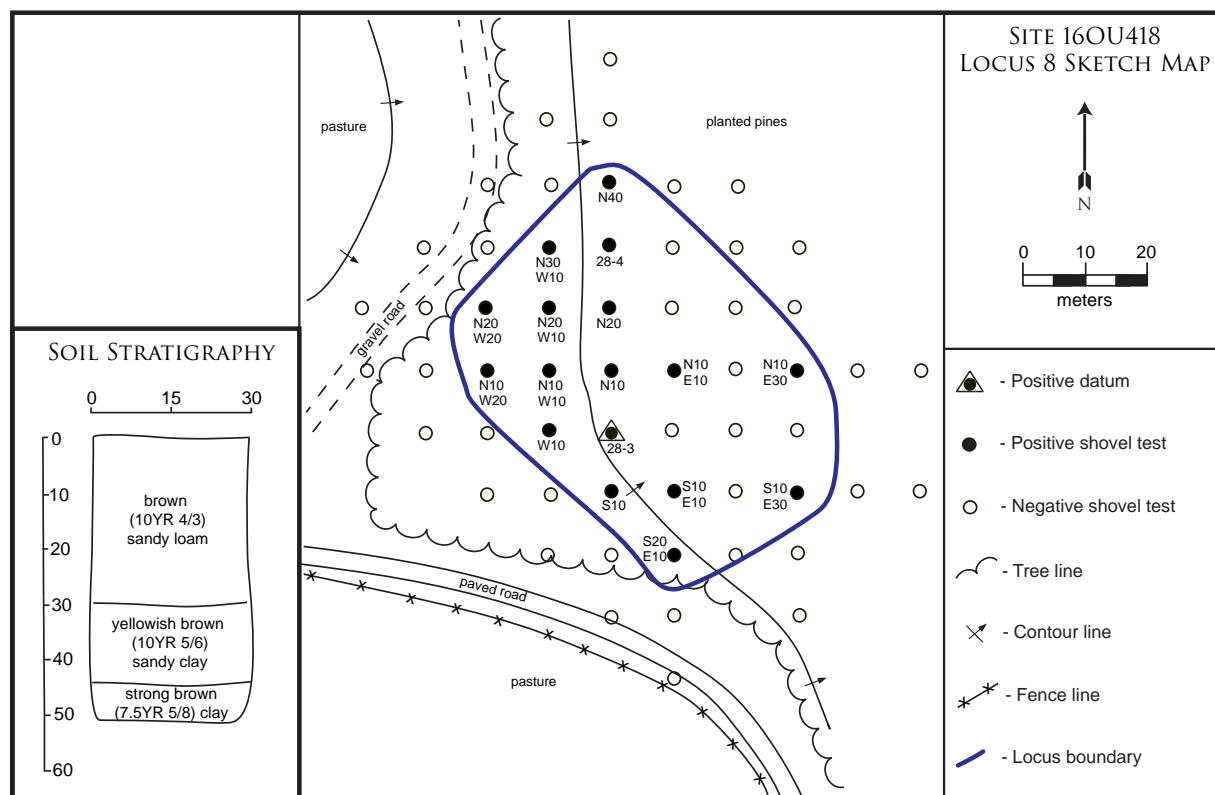 SITE 16OU418
LOCUS 8 SKETCH MAP
N
0 10 20
meters
- Positive datum
- Positive shovel test
- Negative shovel test
- Tree line
- Contour line
- Fence line
- Locus boundary
pasture
planted pines
gravel road
N40
N30
W10
28-4
N20
W20
N20
W10
N20
N10
W20
N10
W10
N10
N10
E10
N10
E30
W10
28-3
S10
S10
E10
S10
E30
S20
E10
paved road
pasture
SOIL STRATIGRAPHY
0 15 30
0
10
20
30
40
50
60
brown
(10YR 4/3)
sandy loam
yellowish brown
(10YR 5/6)
sandy clay
strong brown
(7.5YR 5/8) clay